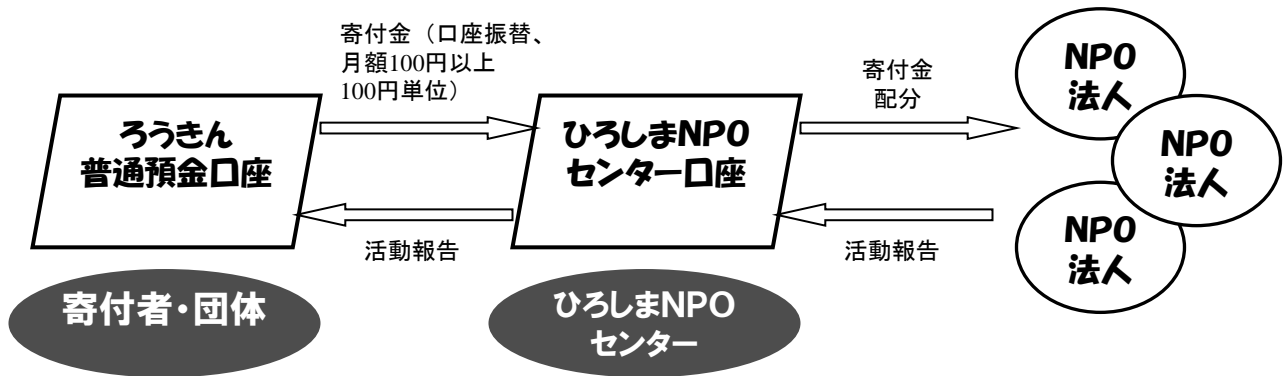 寄付金（口座振替、
月額100円以上
100円単位）
ろうきん
普通預金口座
ひろしまNPO
センター口座
寄付金
配分
NPO
法人
NPO
法人
NPO
法人
活動報告
活動報告
寄付者・団体
ひろしまNPO
センター